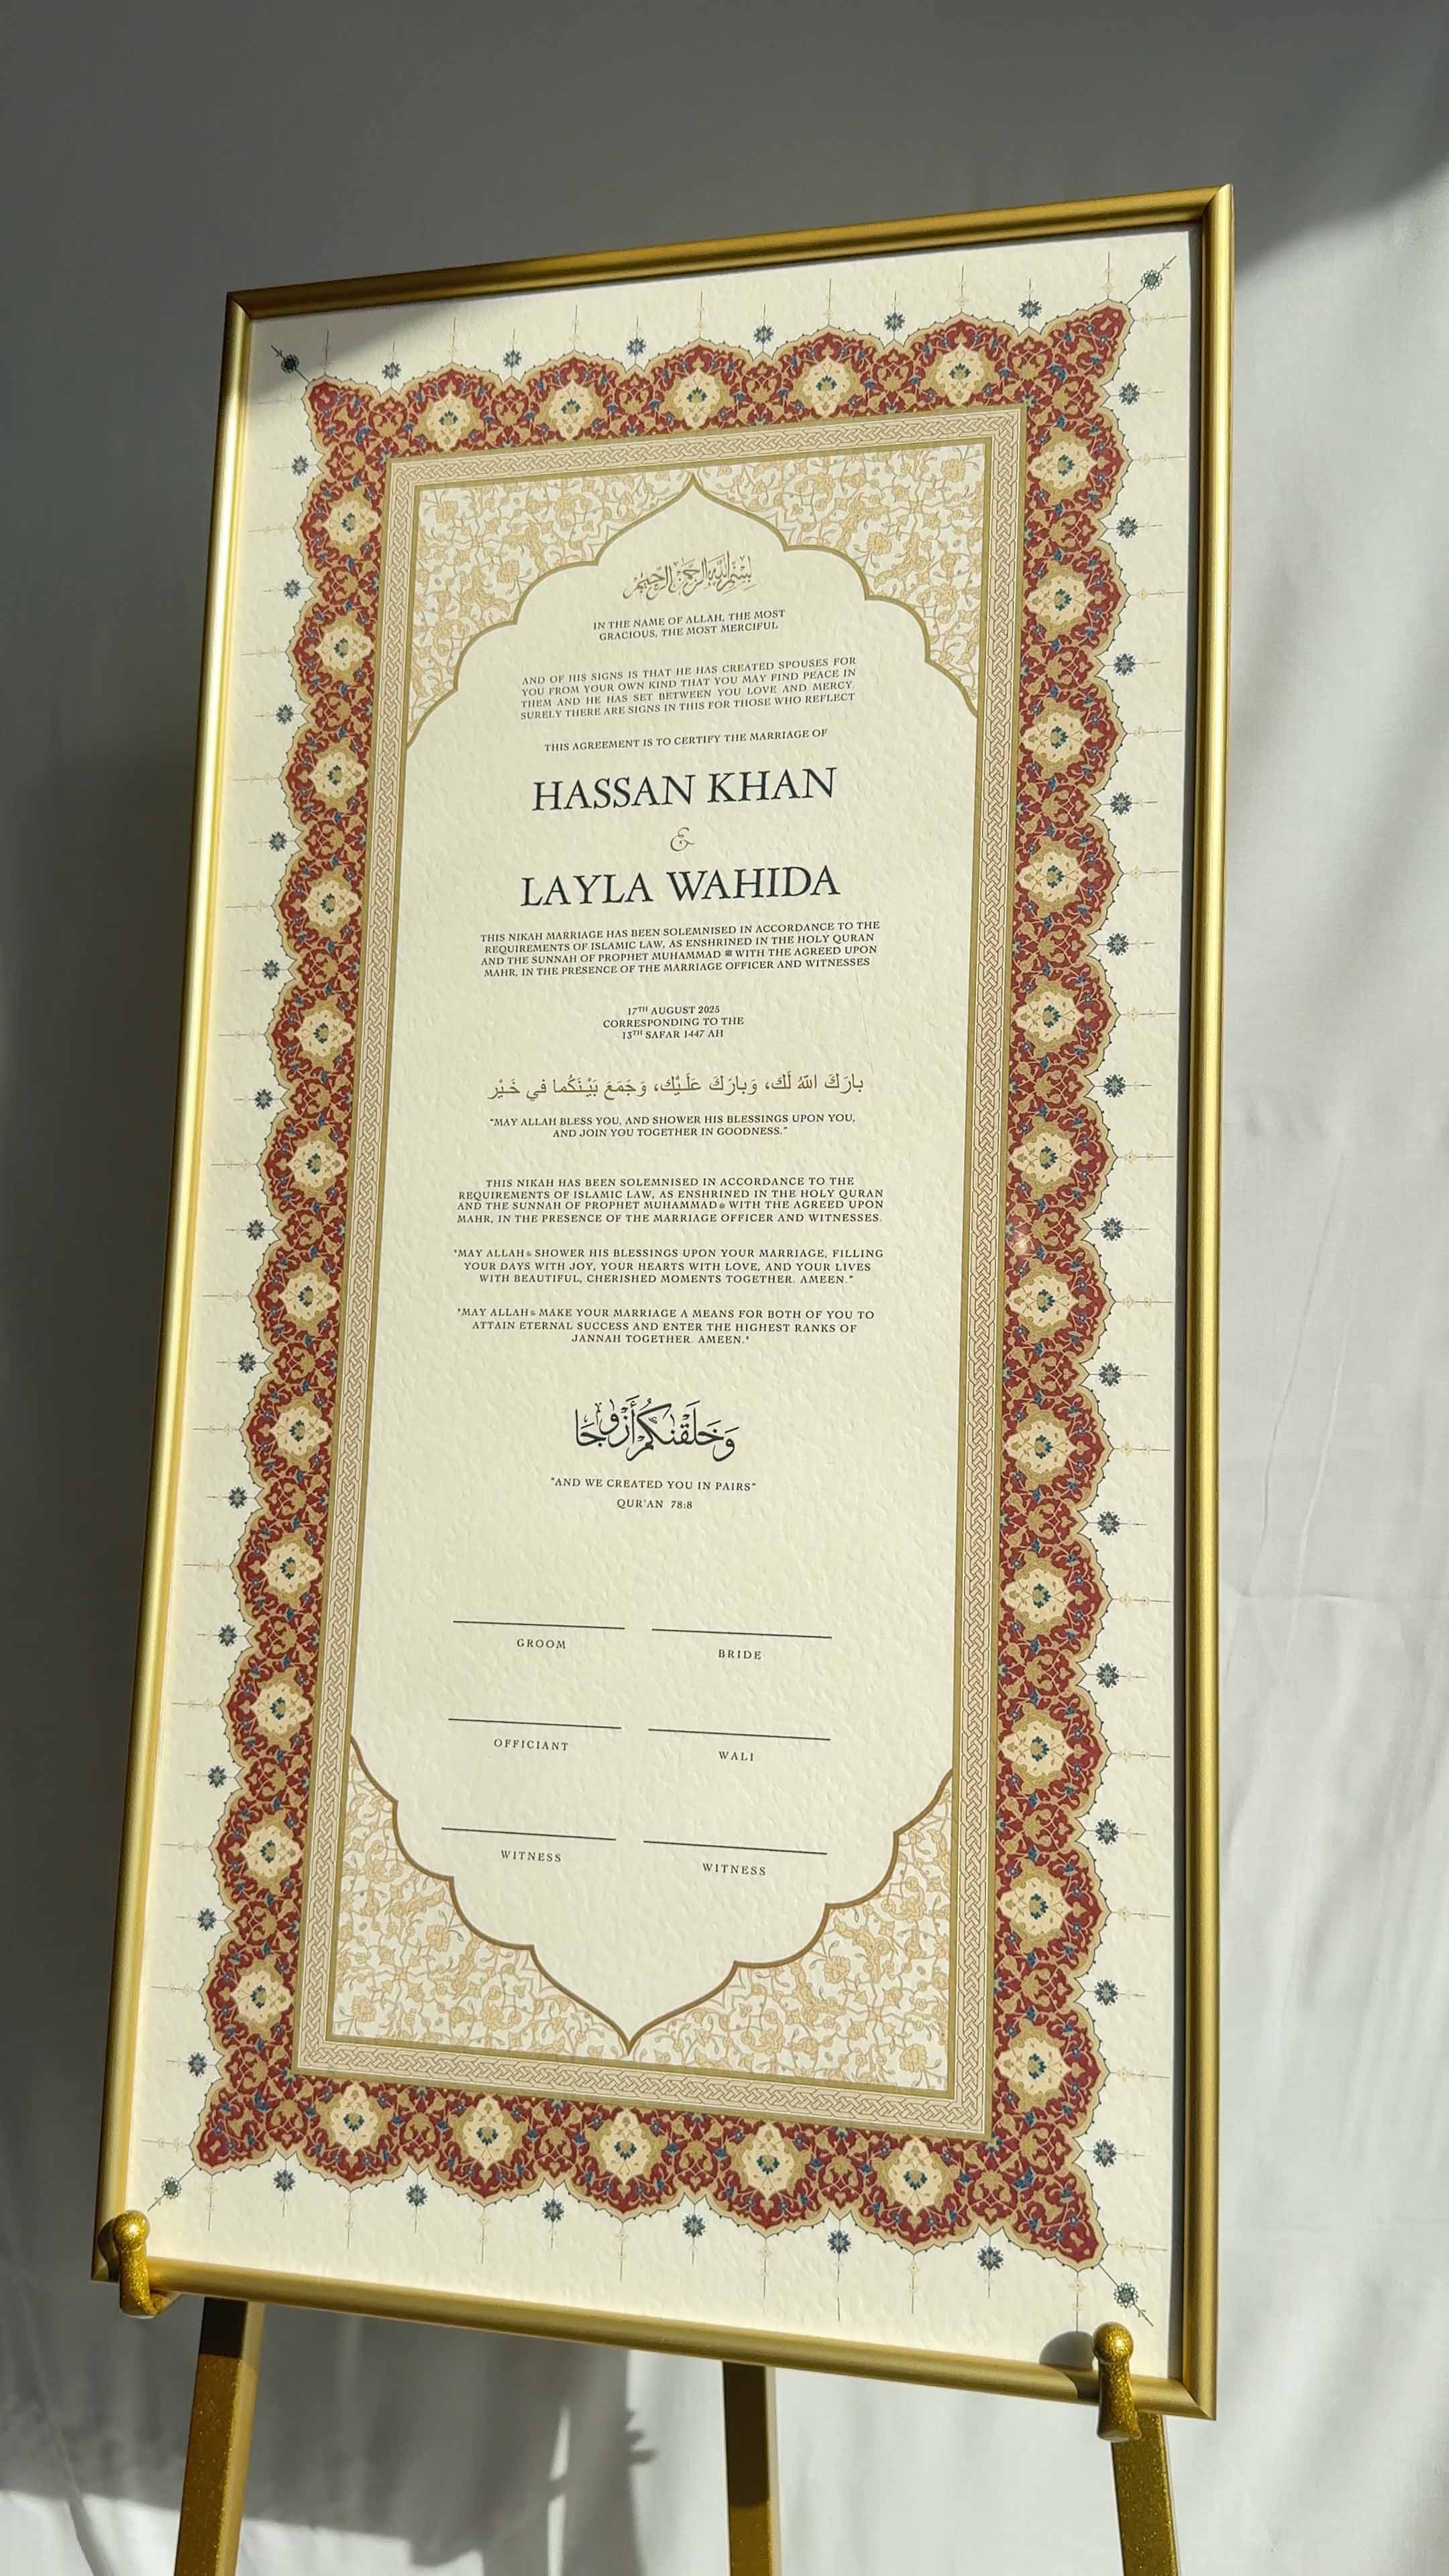 بسم الله الرحمن الرحيم
IN THE NAME OF ALLAH, THE MOST
GRACIOUS, THE MOST MERCIFUL
AND OF HIS SIGNS IS THAT HE HAS CREATED SPOUSES FOR
YOU FROM YOUR OWN KIND THAT YOU MAY FIND PEACE IN
THEM AND HE HAS SET BETWEEN YOU LOVE AND MERCY
SURELY THERE ARE SIGNS IN THIS FOR THOSE WHO REFLECT
THIS AGREEMENT IS TO CERTIFY THE MARRIAGE OF
HASSAN KHAN
&
LAYLA WAHIDA
THIS NIKAH MARRIAGE HAS BEEN SOLEMNISED IN ACCORDANCE TO THE
REQUIREMENTS OF ISLAMIC LAW, AS ENSHRINED IN THE HOLY QURAN
AND THE SUNNAH OF PROPHET MUHAMMAD ﷺ WITH THE AGREED UPON
MAHR, IN THE PRESENCE OF THE MARRIAGE OFFICER AND WITNESSES
17TH AUGUST 2025
CORRESPONDING TO THE
13TH SAFAR 1447 AH
بارَكَ اللهُ لَك، وَبارَكَ عَلَـيْك، وَجَمَعَ بَيْـنَكُما في خَـيْر
"MAY ALLAH BLESS YOU, AND SHOWER HIS BLESSINGS UPON YOU,
AND JOIN YOU TOGETHER IN GOODNESS."
THIS NIKAH HAS BEEN SOLEMNISED IN ACCORDANCE TO THE
REQUIREMENTS OF ISLAMIC LAW, AS ENSHRINED IN THE HOLY QURAN
AND THE SUNNAH OF PROPHET MUHAMMAD ﷺ WITH THE AGREED UPON
MAHR, IN THE PRESENCE OF THE MARRIAGE OFFICER AND WITNESSES.
"MAY ALLAH SHOWER HIS BLESSINGS UPON YOUR MARRIAGE, FILLING
YOUR DAYS WITH JOY, YOUR HEARTS WITH LOVE, AND YOUR LIVES
WITH BEAUTIFUL, CHERISHED MOMENTS TOGETHER. AMEEN."
"MAY ALLAH MAKE YOUR MARRIAGE A MEANS FOR BOTH OF YOU TO
ATTAIN ETERNAL SUCCESS AND ENTER THE HIGHEST RANKS OF
JANNAH TOGETHER. AMEEN."
وَخَلَقْنَٰكُمْ أَزْوَٰجًا
"AND WE CREATED YOU IN PAIRS"
QUR'AN 78:8
GROOM
BRIDE
OFFICIANT
WALI
WITNESS
WITNESS